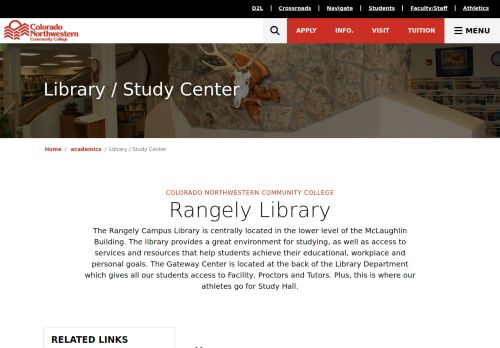 D2L | Crossroads | Navigate | Students | Faculty/Staff | Athletics
Colorado
Northwestern
Community College
APPLY INFO. VISIT TUITION MENU
Library / Study Center
Home / academics / Library / Study Center
COLORADO NORTHWESTERN COMMUNITY COLLEGE
Rangely Library
The Rangely Campus Library is centrally located in the lower level of the McLaughlin
Building. The library provides a great environment for studying, as well as access to
services and resources that help students achieve their educational, workplace and
personal goals. The Gateway Center is located at the back of the Library Department
which gives all our students access to Facility, Proctors and Tutors. Plus, this is where our
athletes go for Study Hall.
RELATED LINKS